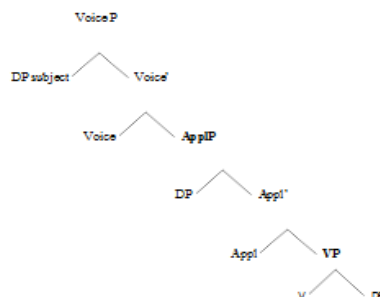 VoiceP
DP subject Voice'
Voice ApplP
DP Appl'
Appl VP
V